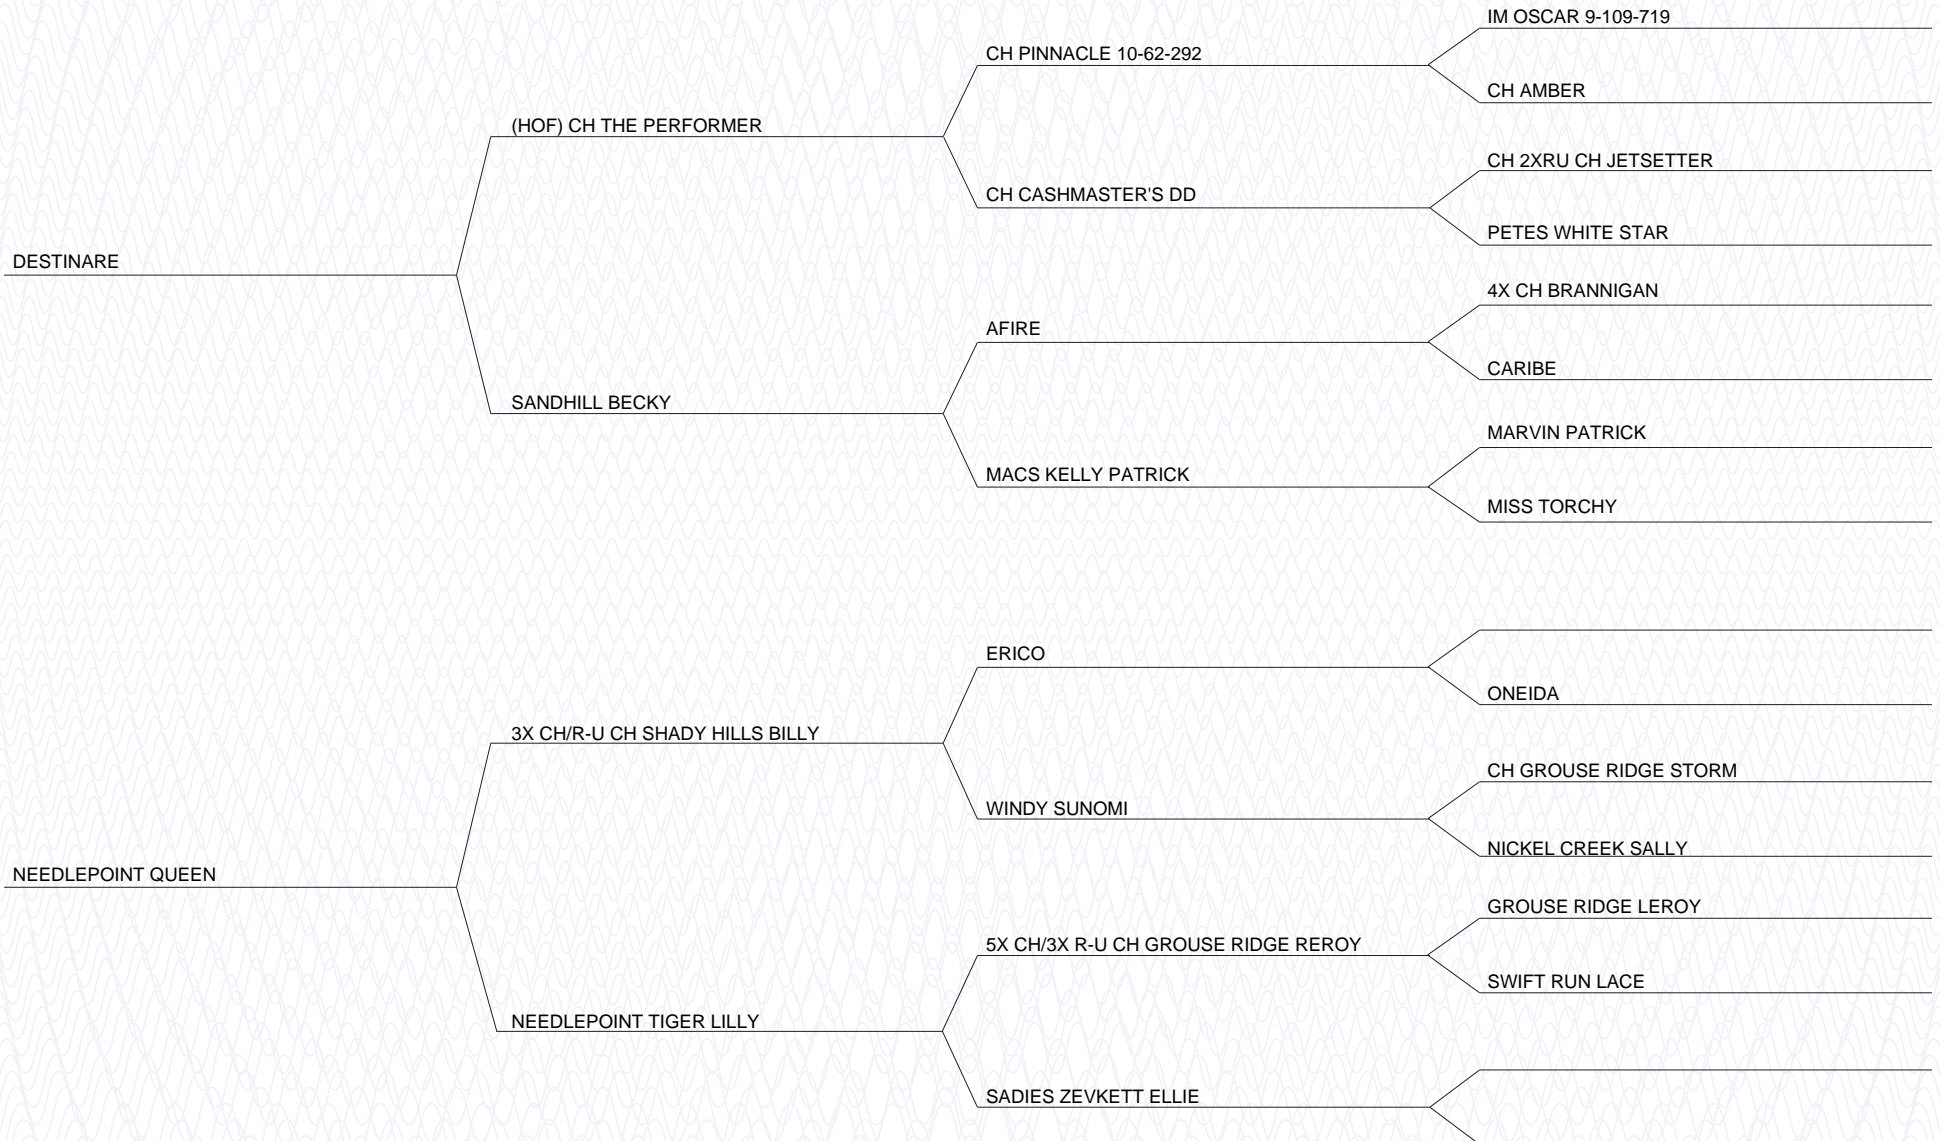 IM OSCAR 9-109-719
CH PINNACLE 10-62-292
CH AMBER
(HOF) CH THE PERFORMER
CH 2XRU CH JETSETTER
CH CASHMASTER'S DD
PETES WHITE STAR
DESTINARE
4X CH BRANNIGAN
AFIRE
CARIBE
SANDHILL BECKY
MARVIN PATRICK
MACS KELLY PATRICK
MISS TORCHY
ERICO
ONEIDA
3X CH/R-U CH SHADY HILLS BILLY
CH GROUSE RIDGE STORM
WINDY SUNOMI
NICKEL CREEK SALLY
NEEDLEPOINT QUEEN
GROUSE RIDGE LEROY
5X CH/3X R-U CH GROUSE RIDGE REROY
SWIFT RUN LACE
NEEDLEPOINT TIGER LILLY
SADIES ZEVKETT ELLIE